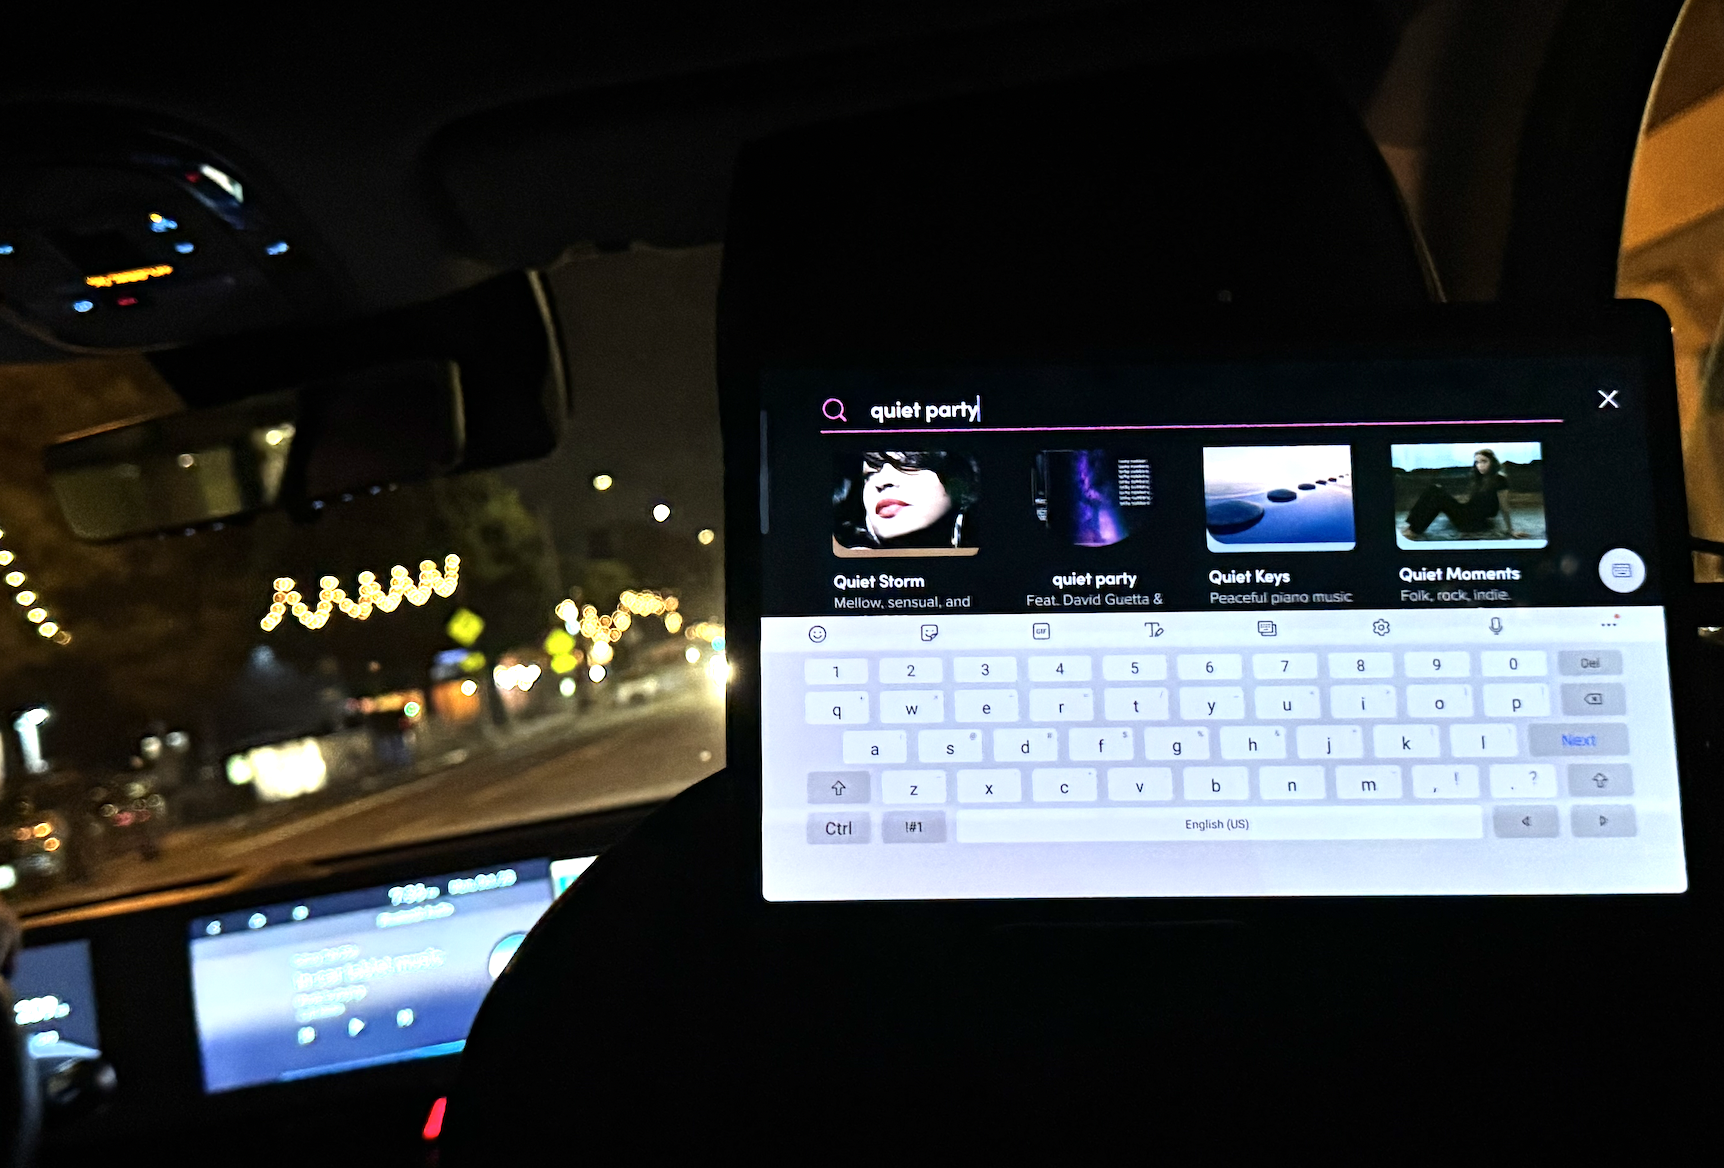 quiet party
Quiet Storm
Mellow, sensual, and
quiet party
Feat. David Guetta &
Quiet Keys
Peaceful piano music
Quiet Moments
Folk, rock, indie.
GIF
1 2 3 4 5 6 7 8 9 0 Del
q w e r t y u i o p
a s d f g h j k l Next
z x c v b n m , ! . ?
Ctrl !#1 English (US)